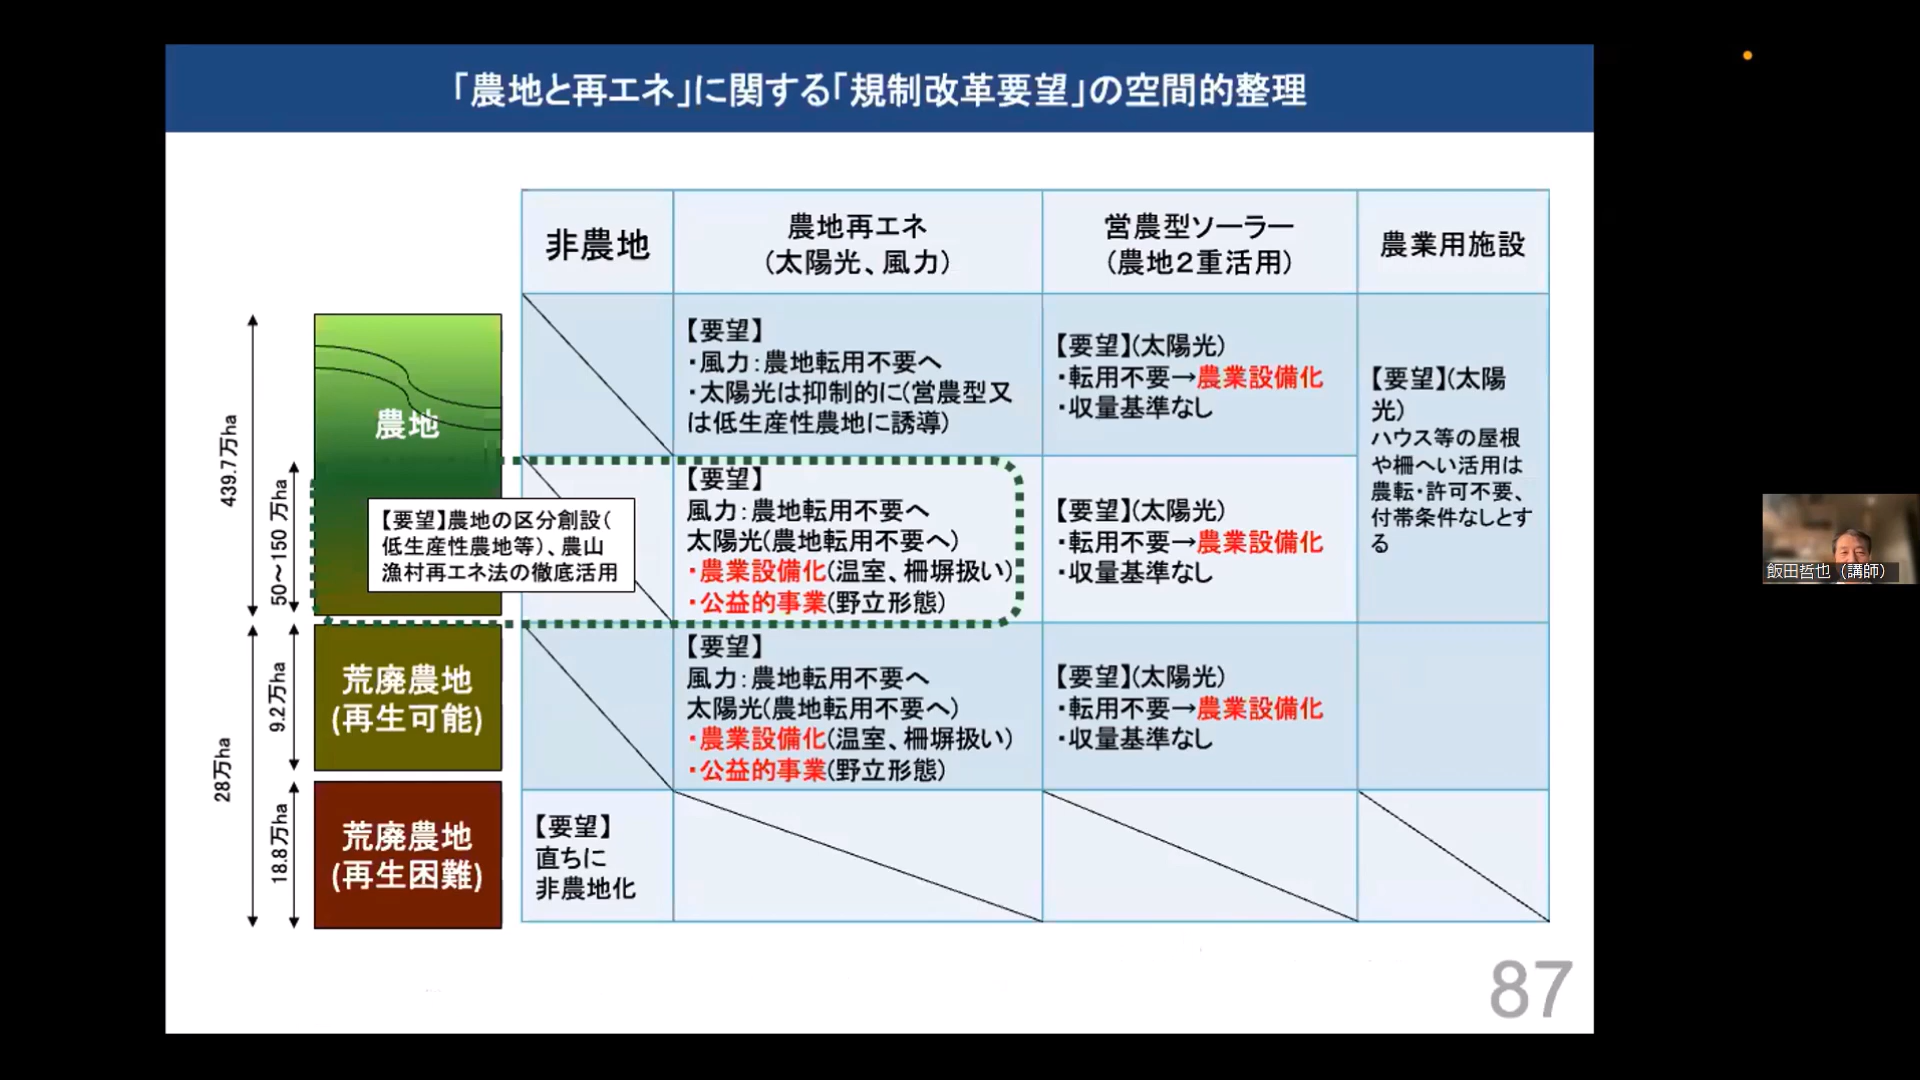 「農地と再エネ」に関する「規制改革要望」の空間的整理
非農地
農地再エネ
(太陽光、風力)
営農型ソーラー
(農地２重活用)
農業用施設
439.7万ha
50～150 万ha
農地
【要望】農地の区分創設(
低生産性農地等)、農山
漁村再エネ法の徹底活用
【要望】
・風力：農地転用不要へ
・太陽光は抑制的に(営農型又
は低生産性農地に誘導)
【要望】(太陽光)
・転用不要→農業設備化
・収量基準なし
【要望】(太陽
光)
ハウス等の屋根
や柵へい活用は
農転・許可不要、
付帯条件なしとす
る
【要望】
風力：農地転用不要へ
太陽光(農地転用不要へ)
・農業設備化(温室、柵塀扱い)
・公益的事業(野立形態)
【要望】(太陽光)
・転用不要→農業設備化
・収量基準なし
28万ha
9.2万ha
荒廃農地
(再生可能)
【要望】
風力：農地転用不要へ
太陽光(農地転用不要へ)
・農業設備化(温室、柵塀扱い)
・公益的事業(野立形態)
【要望】(太陽光)
・転用不要→農業設備化
・収量基準なし
18.8万ha
荒廃農地
(再生困難)
【要望】
直ちに
非農地化
87
飯田哲也（講師）